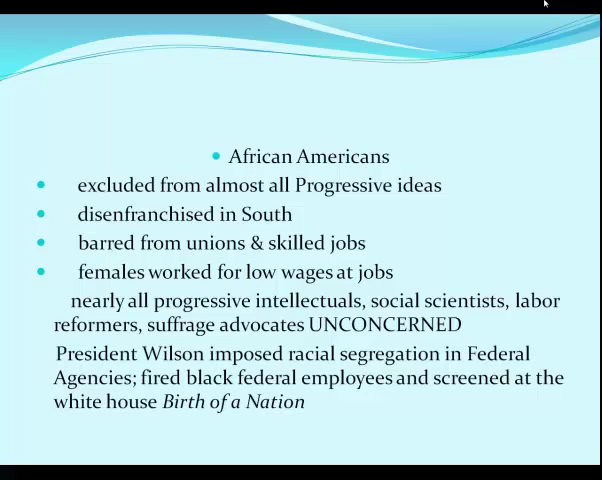 • African Americans
• excluded from almost all Progressive ideas
• disenfranchised in South
• barred from unions & skilled jobs
• females worked for low wages at jobs
nearly all progressive intellectuals, social scientists, labor
reformers, suffrage advocates UNCONCERNED
President Wilson imposed racial segregation in Federal
Agencies; fired black federal employees and screened at the
white house Birth of a Nation